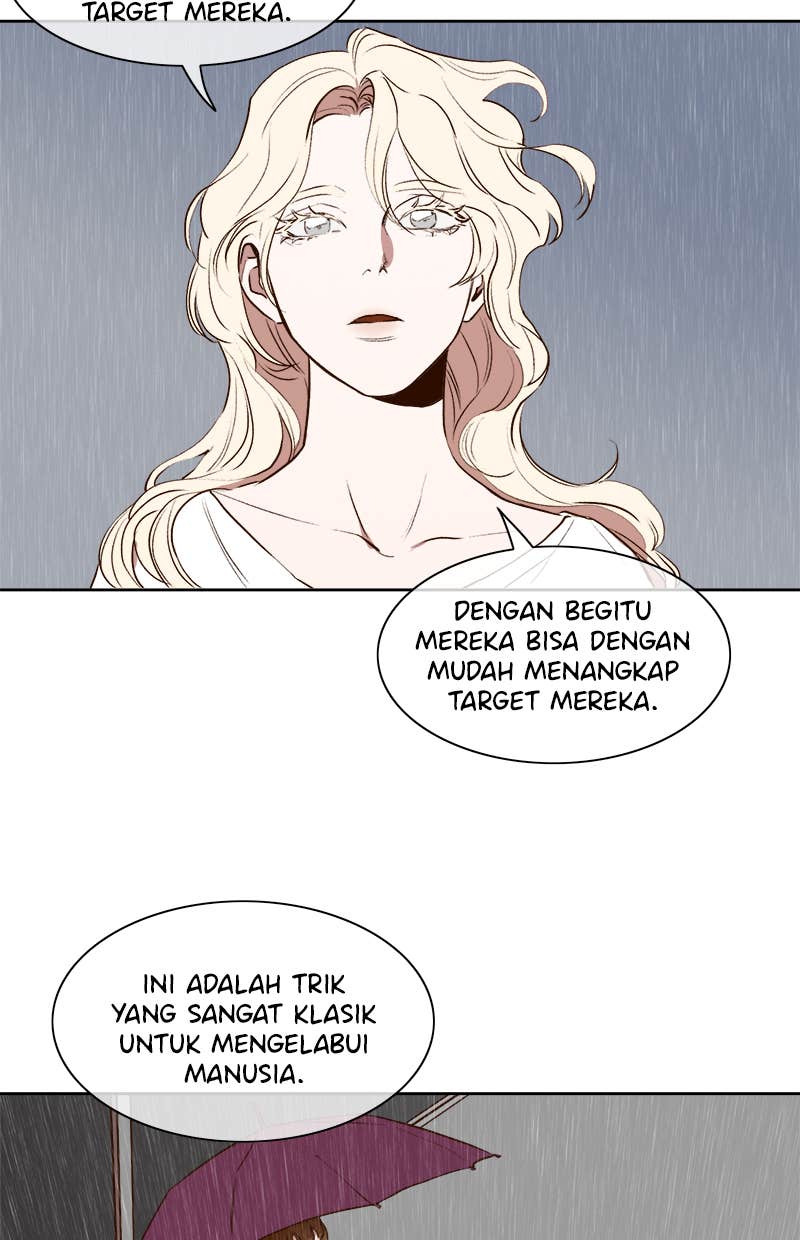 TARGET MEREKA.
DENGAN BEGITU
MEREKA BISA DENGAN
MUDAH MENANGKAP
TARGET MEREKA.
INI ADALAH TRIK
YANG SANGAT KLASIK
UNTUK MENGELABUI
MANUSIA.